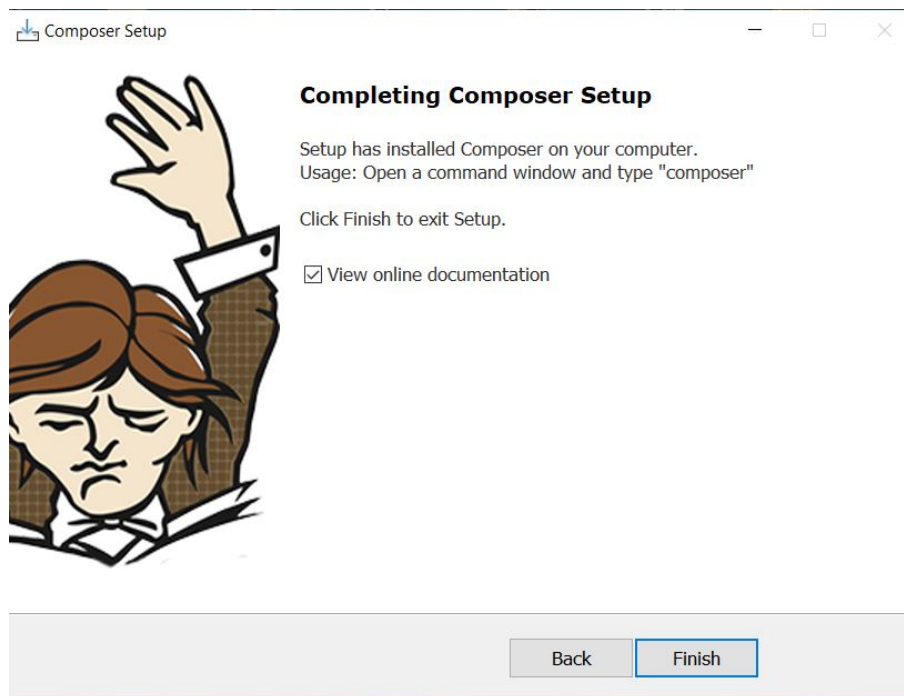 Composer Setup
Completing Composer Setup
Setup has installed Composer on your computer.
Usage: Open a command window and type "composer"
Click Finish to exit Setup.
View online documentation
Back
Finish